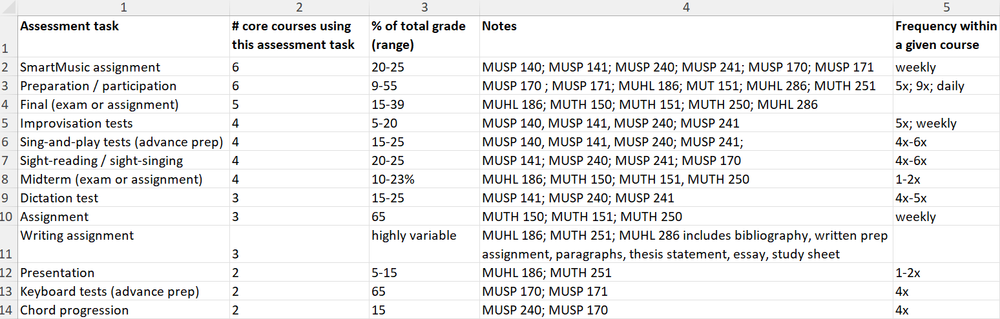 1 2 3 4 5
1 Assessment task # core courses using this assessment task % of total grade (range) Notes Frequency within a given course
2 SmartMusic assignment 6 20-25 MUSP 140; MUSP 141; MUSP 240; MUSP 241; MUSP 170; MUSP 171 weekly
3 Preparation / participation 6 9-55 MUSP 170 ; MUSP 171; MUHL 186; MUT 151; MUHL 286; MUTH 251 5x; 9x; daily
4 Final (exam or assignment) 5 15-39 MUHL 186; MUTH 150; MUTH 151; MUTH 250; MUHL 286
5 Improvisation tests 4 5-20 MUSP 140, MUSP 141, MUSP 240; MUSP 241 5x; weekly
6 Sing-and-play tests (advance prep) 4 15-25 MUSP 140, MUSP 141, MUSP 240; MUSP 241; 4x-6x
7 Sight-reading / sight-singing 4 20-25 MUSP 141; MUSP 240; MUSP 241; MUSP 170 4x-6x
8 Midterm (exam or assignment) 4 10-23% MUHL 186; MUTH 150; MUTH 151, MUTH 250 1-2x
9 Dictation test 3 15-25 MUSP 141; MUSP 240; MUSP 241 4x-5x
10 Assignment 3 65 MUTH 150; MUTH 151; MUTH 250 weekly
11 Writing assignment 3 highly variable MUHL 186; MUTH 251; MUHL 286 includes bibliography, written prep assignment, paragraphs, thesis statement, essay, study sheet
12 Presentation 2 5-15 MUHL 186; MUTH 251 1-2x
13 Keyboard tests (advance prep) 2 65 MUSP 170; MUSP 171 4x
14 Chord progression 2 15 MUSP 240; MUSP 170 4x